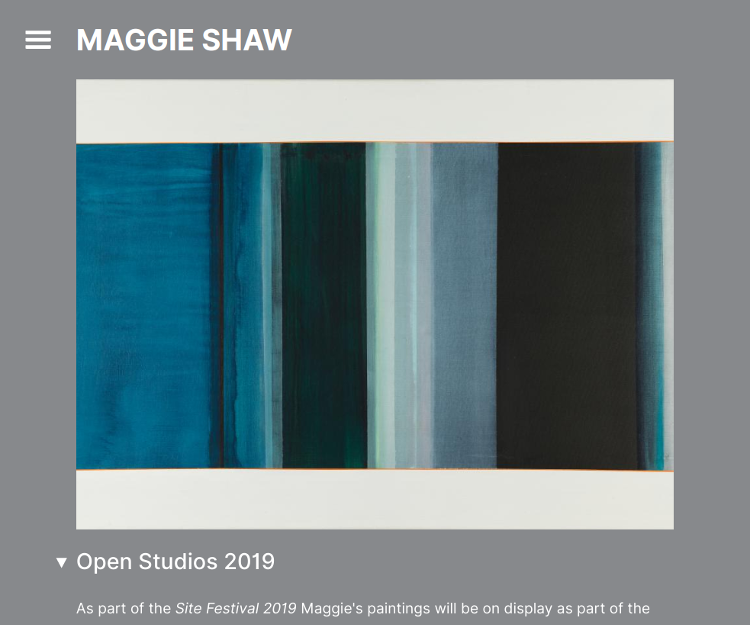 MAGGIE SHAW
Open Studios 2019
As part of the Site Festival 2019 Maggie's paintings will be on display as part of the